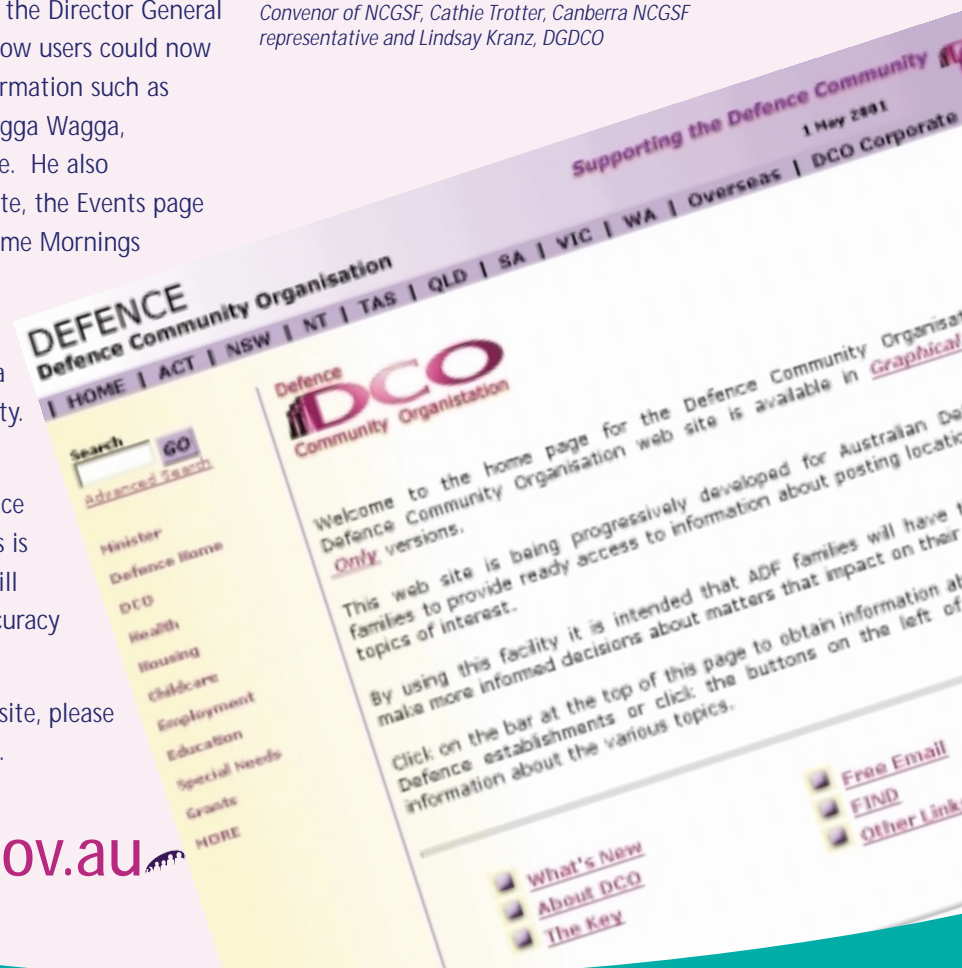 the Director General
ow users could now
rmation such as
gga Wagga,
e. He also
te, the Events page
me Mornings
a
ty.
ce
s is
ill
curacy
site, please
.
ov.au
Convenor of NCGSF, Cathie Trotter, Canberra NCGSF
representative and Lindsay Kranz, DGDCO
Supporting the Defence Community
1 May 2001
DEFENCE
Defence Community Organisation
| HOME | ACT | NSW | NT | TAS | QLD | SA | VIC | WA | Overseas | DCO Corporate
Search
GO
Advanced Search
Minister
Defence Home
DCO
Health
Housing
Childcare
Employment
Education
Special Needs
Grants
MORE
Defence
DCO
Community Organistation
Welcome to the home page for the Defence Community Organisat
Defence Community Organisation web site is available in Graphical
Only versions.
This web site is being progressively developed for Australian De
families to provide ready access to information about posting locatio
topics of interest.
By using this facility it is intended that ADF families will have t
make more informed decisions about matters that impact on their
Click on the bar at the top of this page to obtain information ab
Defence establishments or click the buttons on the left of
information about the various topics.
What's New
About DCO
The Key
Free Email
FIND
Other Links